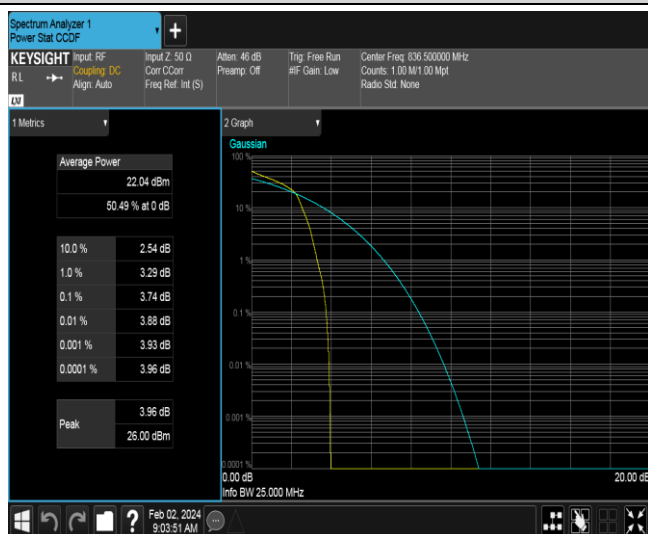 Spectrum Analyzer 1
Power Stat CCDF
+
KEYSIGHT
RL
LXI
Input: RF
Coupling: DC
Align: Auto
Input Z: 50 Ω
Corr CCorr
Freq Ref: Int (S)
Atten: 46 dB
Preamp: Off
Trig: Free Run
#IF Gain: Low
Center Freq: 836.500000 MHz
Counts: 1.00 M/1.00 Mpt
Radio Std: None
1 Metrics
Average Power
22.04 dBm
50.49 % at 0 dB
10.0 % 2.54 dB
1.0 % 3.29 dB
0.1 % 3.74 dB
0.01 % 3.88 dB
0.001 % 3.93 dB
0.0001 % 3.96 dB
Peak
3.96 dB
26.00 dBm
2 Graph
Gaussian
100 %
10 %
1 %
0.1 %
0.01 %
0.001 %
0.0001 %
0.00 dB 20.00 dB
Info BW 25.000 MHz
?
Feb 02, 2024
9:03:51 AM